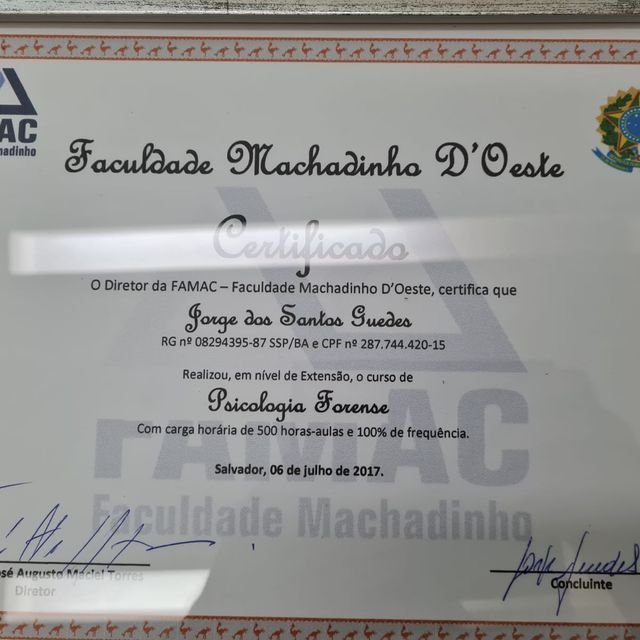 MAC
hadinho
Faculdade Machadinho D'Oeste
Certificado
O Diretor da FAMAC – Faculdade Machadinho D'Oeste, certifica que
Jorge dos Santos Guedes
RG nº 08294395-87 SSP/BA e CPF nº 287.744.420-15
Realizou, em nível de Extensão, o curso de
Psicologia Forense
Com carga horária de 500 horas-aulas e 100% de frequência.
Salvador, 06 de julho de 2017.
FAMAC
Faculdade Machadinho
osé Augusto Maciel Torres
Diretor
Jorge Guedes
Concluinte